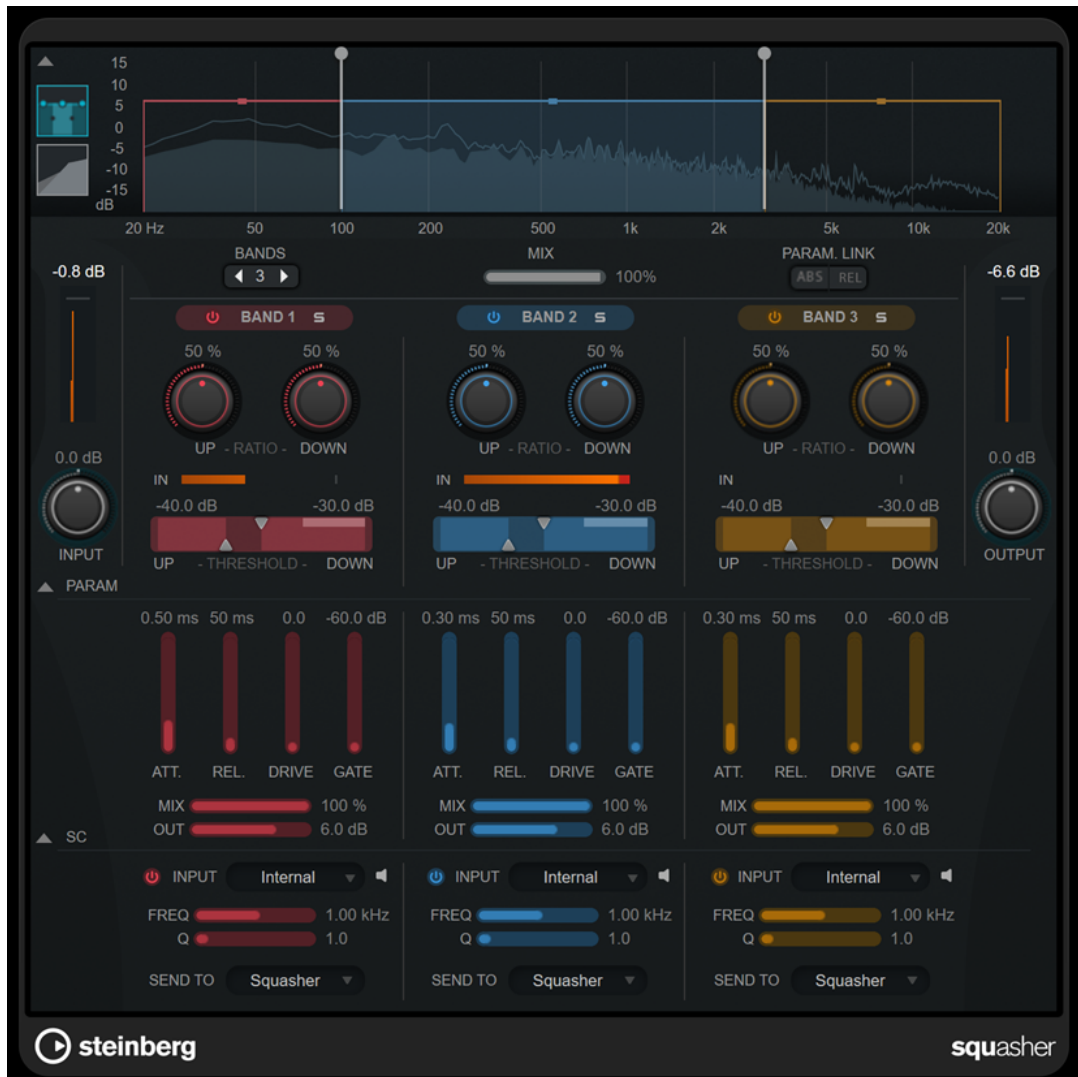 15
10
5
0
-5
-10
-15
dB
20 Hz 50 100 200 500 1k 2k 5k 10k 20k
BANDS MIX PARAM. LINK
-0.8 dB 3 100% ABS REL -6.6 dB
BAND 1 S BAND 2 S BAND 3 S
50 % 50 % 50 % 50 % 50 % 50 %
UP - RATIO - DOWN UP - RATIO - DOWN UP - RATIO - DOWN
0.0 dB 0.0 dB
IN IN IN
-40.0 dB -30.0 dB -40.0 dB -30.0 dB -40.0 dB -30.0 dB
INPUT OUTPUT
UP - THRESHOLD - DOWN UP - THRESHOLD - DOWN UP - THRESHOLD - DOWN
PARAM
0.50 ms 50 ms 0.0 -60.0 dB 0.30 ms 50 ms 0.0 -60.0 dB 0.30 ms 50 ms 0.0 -60.0 dB
ATT. REL. DRIVE GATE ATT. REL. DRIVE GATE ATT. REL. DRIVE GATE
MIX 100 % MIX 100 % MIX 100 %
OUT 6.0 dB OUT 6.0 dB OUT 6.0 dB
SC
INPUT Internal INPUT Internal INPUT Internal
FREQ 1.00 kHz FREQ 1.00 kHz FREQ 1.00 kHz
Q 1.0 Q 1.0 Q 1.0
SEND TO Squasher SEND TO Squasher SEND TO Squasher
steinberg squasher